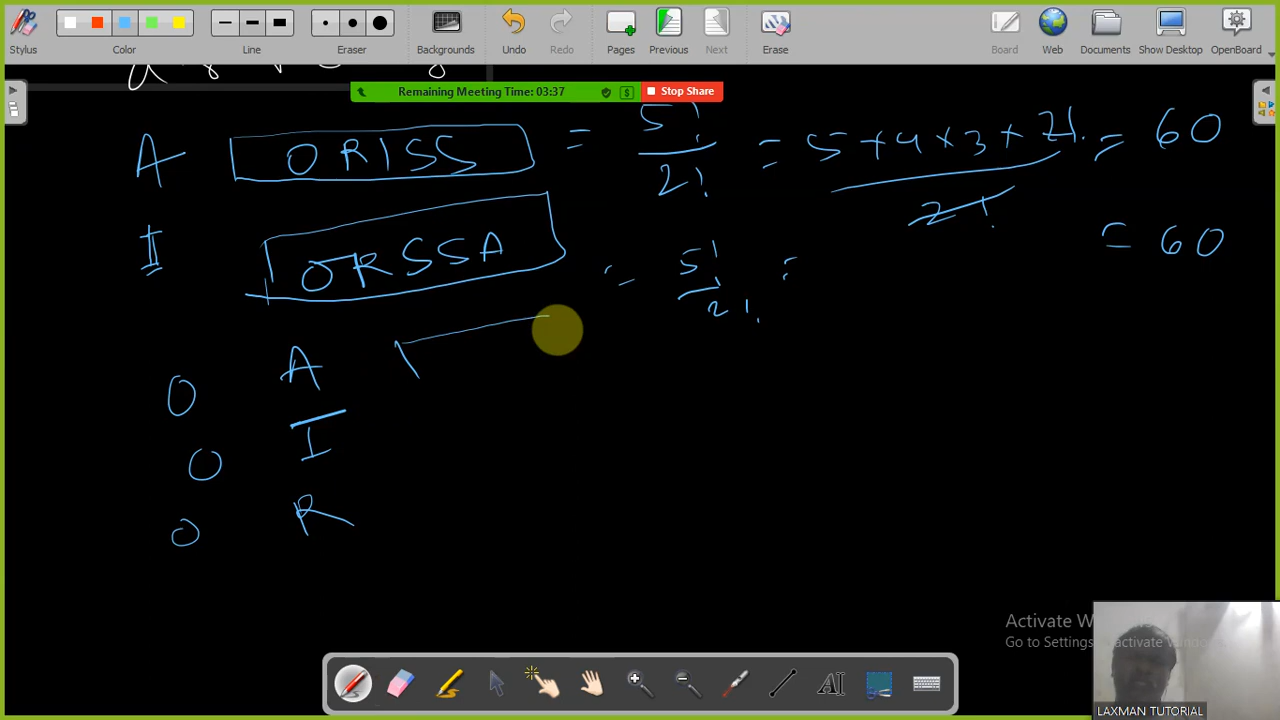 Stylus
Color
Line
Eraser
Backgrounds
Undo
Redo
Pages
Previous
Next
Erase
Board
Web
Documents
Show Desktop
OpenBoard
Remaining Meeting Time: 03:37
Stop Share
A ORISS = 5!/2! = 5×4×3×2!/2! = 60
I ORSSA = 5!/2! = = 60
O A
O I
O R
Activate W
Go to Settings
activate Windows
LAXMAN TUTORIAL